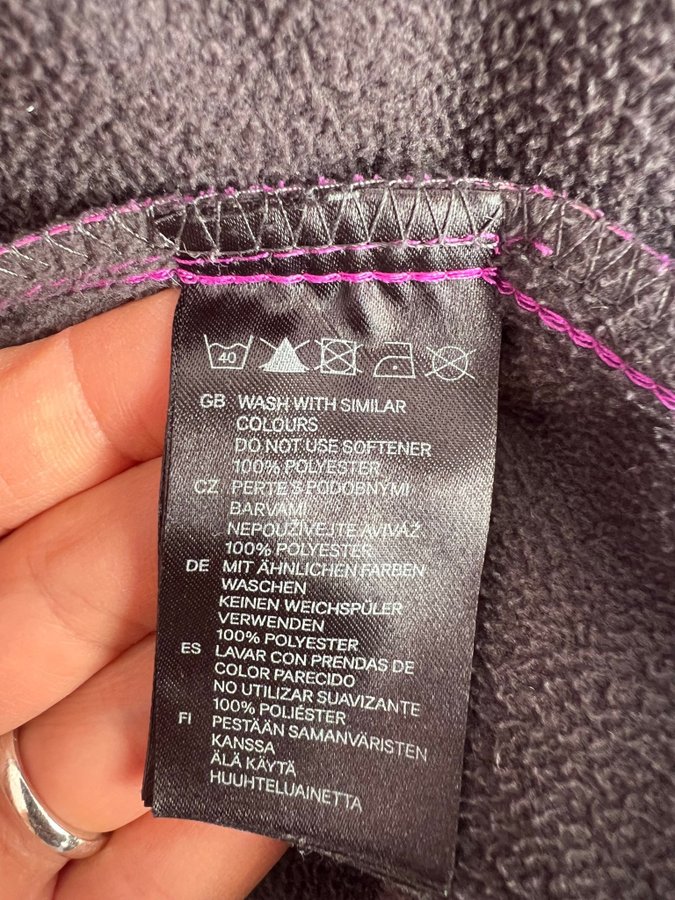 40
GB WASH WITH SIMILAR
COLOURS
DO NOT USE SOFTENER
100% POLYESTER
CZ PERTE S PODOBNÝMI
BARVAMI
NEPOUŽÍVEJTE AVIVÁŽ
100% POLYESTER
DE MIT ÄHNLICHEN FARBEN
WASCHEN
KEINEN WEICHSPÜLER
VERWENDEN
100% POLYESTER
ES LAVAR CON PRENDAS DE
COLOR PARECIDO
NO UTILIZAR SUAVIZANTE
100% POLIÉSTER
FI PESTÄÄN SAMANVÄRISTEN
KANSSA
ÄLÄ KÄYTÄ
HUUHTELUAINETTA